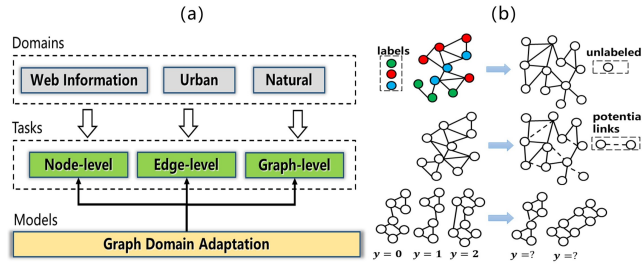 (a)
Domains
Web Information
Urban
Natural
Tasks
Node-level
Edge-level
Graph-level
Models
Graph Domain Adaptation
(b)
labels
unlabeled
potential
links
y = 0
y = 1
y = 2
y =?
y =?